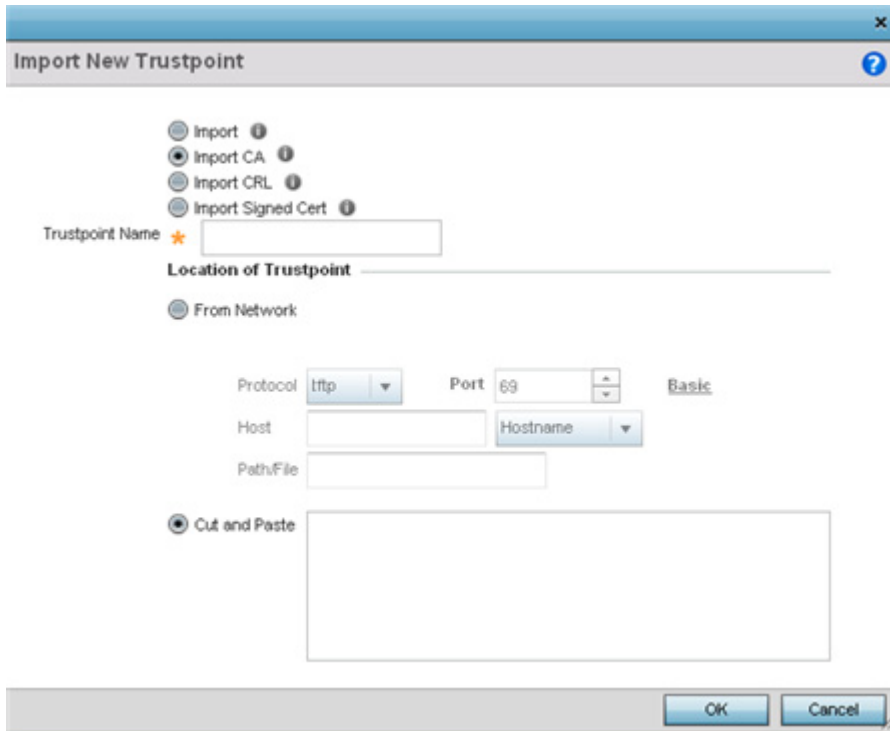 Import New Trustpoint
Import
Import CA
Import CRL
Import Signed Cert
Trustpoint Name *
Location of Trustpoint
From Network
Protocol tftp Port 69 Basic
Host Hostname
Path/File
Cut and Paste
OK Cancel